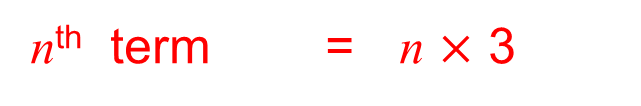 nth term = n × 3